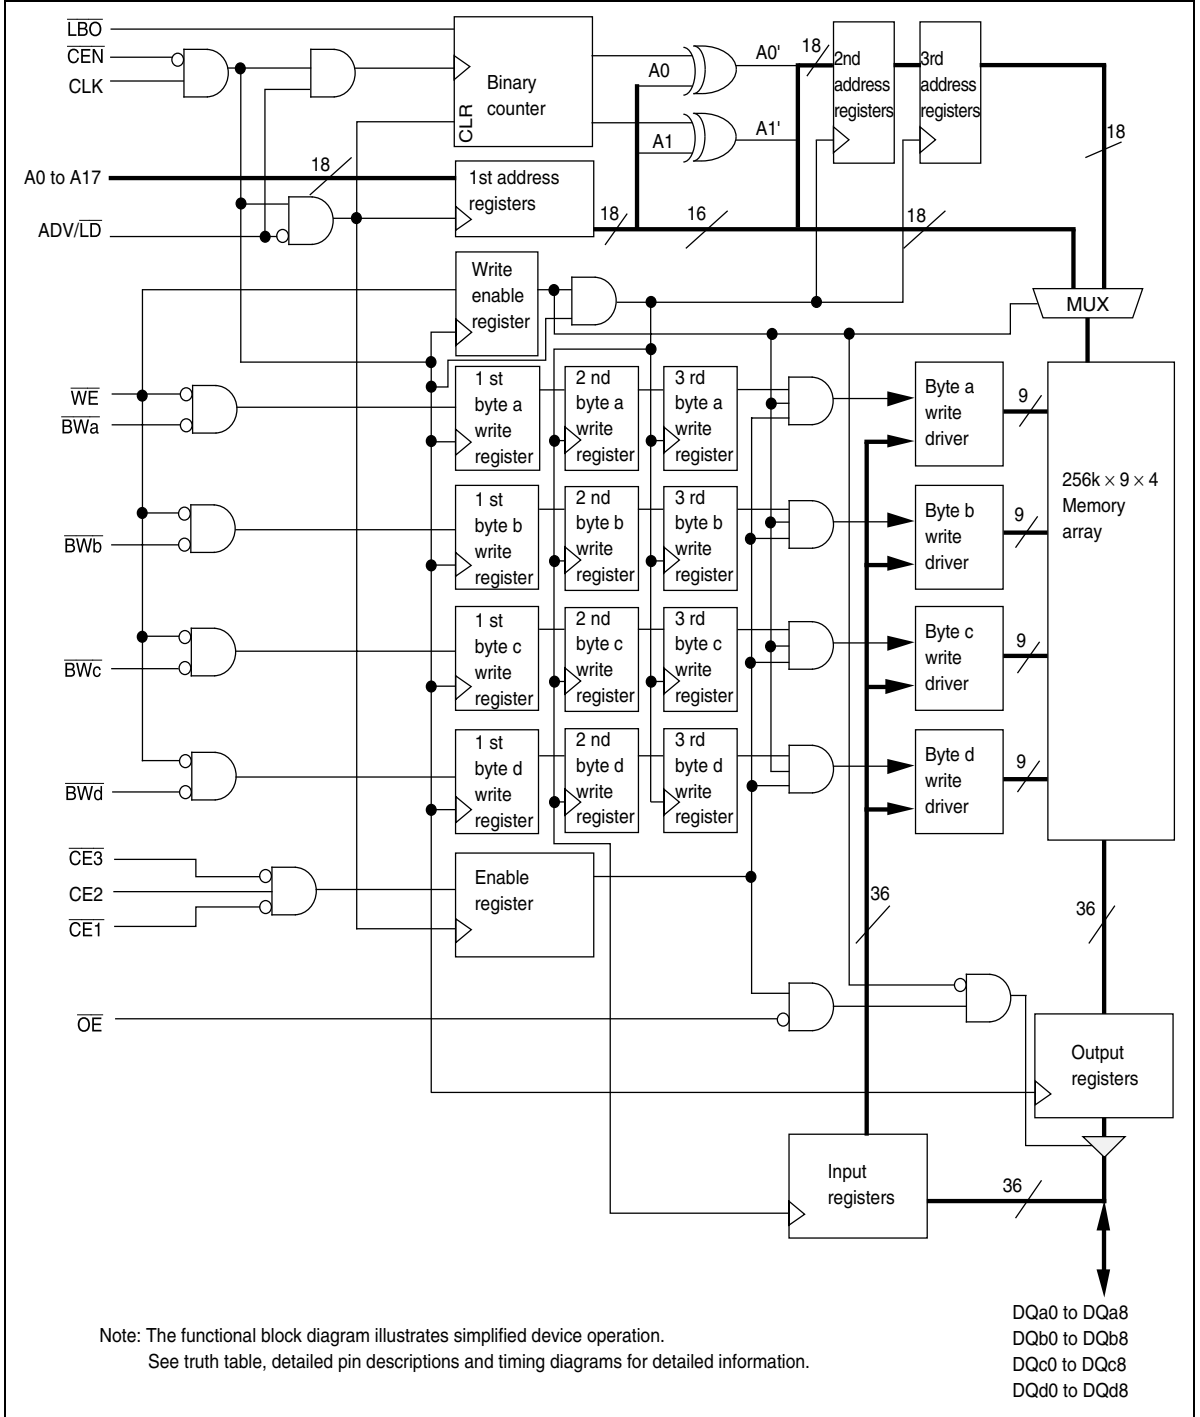 LBO
CEN
CLK
Binary
counter
CLR
A0
A0'
A1
A1'
18
2nd
address
registers
3rd
address
registers
18
A0 to A17
18
1st address
registers
18
16
18
ADV/LD
Write
enable
register
MUX
WE
BWa
1 st
byte a
write
register
2 nd
byte a
write
register
3 rd
byte a
write
register
Byte a
write
driver
9
256k × 9 × 4
Memory
array
BWb
1 st
byte b
write
register
2 nd
byte b
write
register
3 rd
byte b
write
register
Byte b
write
driver
9
BWc
1 st
byte c
write
register
2 nd
byte c
write
register
3 rd
byte c
write
register
Byte c
write
driver
9
BWd
1 st
byte d
write
register
2 nd
byte d
write
register
3 rd
byte d
write
register
Byte d
write
driver
9
CE3
CE2
CE1
Enable
register
36
36
OE
Output
registers
Input
registers
36
DQa0 to DQa8
DQb0 to DQb8
DQc0 to DQc8
DQd0 to DQd8
Note: The functional block diagram illustrates simplified device operation.
See truth table, detailed pin descriptions and timing diagrams for detailed information.